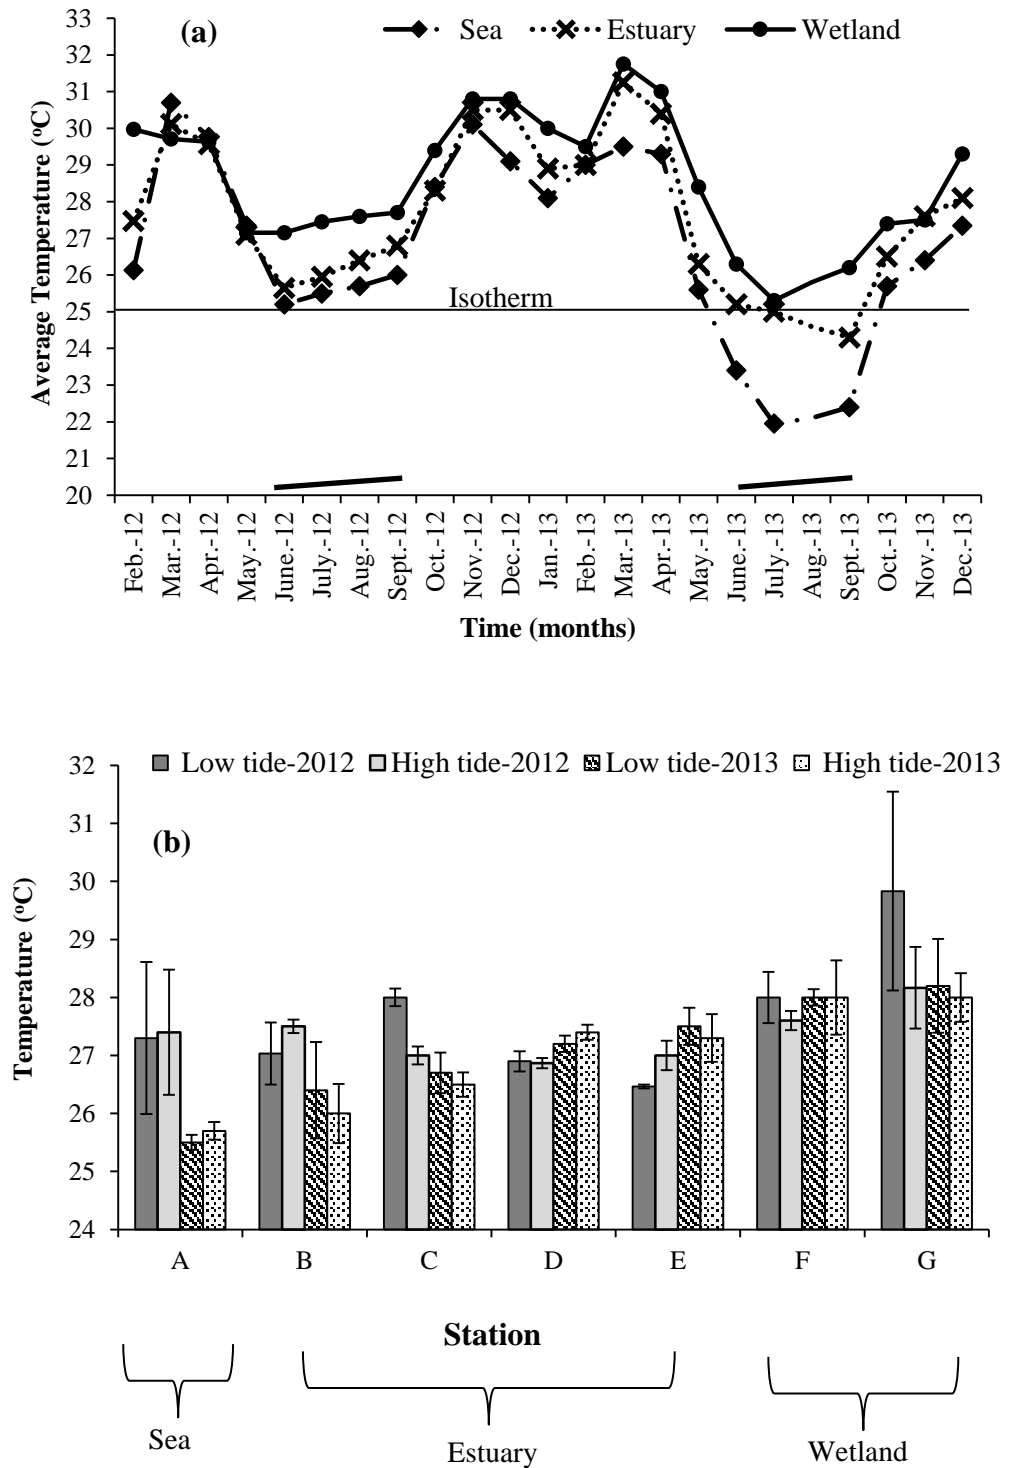 (a)
Sea Estuary Wetland
33
32
31
30
29
28
27
26
25
24
23
22
21
20
Average Temperature (°C)
Isotherm
Feb.-12
Mar.-12
Apr.-12
May.-12
June.-12
July.-12
Aug.-12
Sept.-12
Oct.-12
Nov.-12
Dec.-12
Jan.-13
Feb.-13
Mar.-13
Apr.-13
May.-13
June.-13
July.-13
Aug.-13
Sept.-13
Oct.-13
Nov.-13
Dec.-13
Time (months)
Low tide-2012 High tide-2012 Low tide-2013 High tide-2013
(b)
32
31
30
29
28
27
26
25
24
Temperature (°C)
A B C D E F G
Station
Sea Estuary Wetland